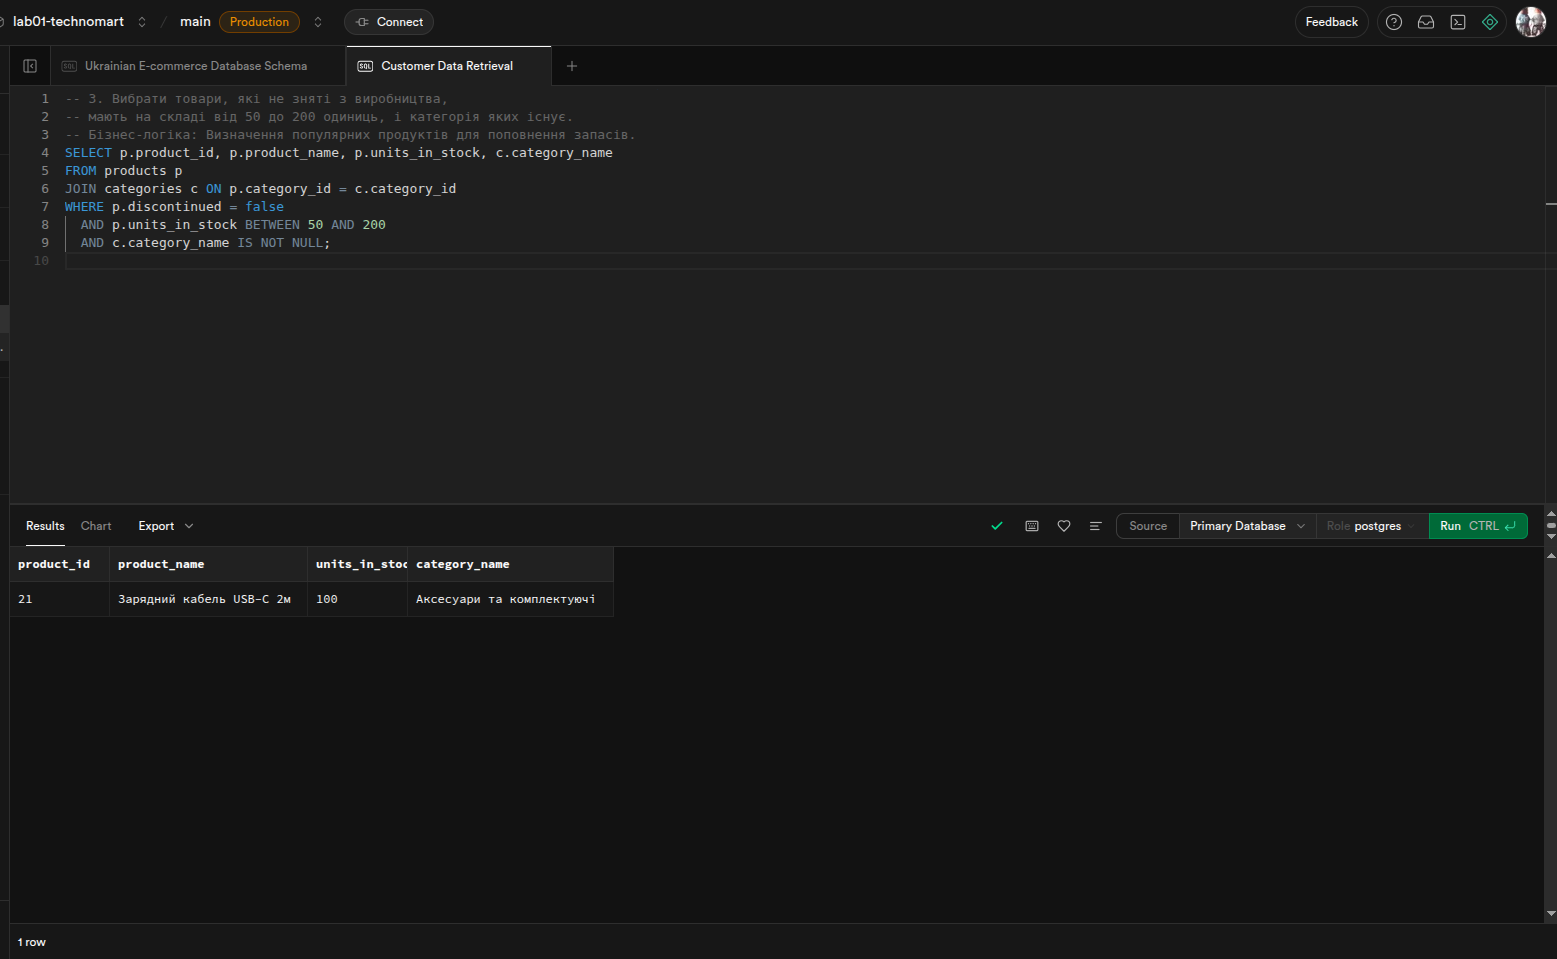 lab01-technomart / main Production Connect Feedback
Ukrainian E-commerce Database Schema Customer Data Retrieval
1 -- 3. Вибрати товари, які не зняті з виробництва,
2 -- мають на складі від 50 до 200 одиниць, і категорія яких існує.
3 -- Бізнес-логіка: Визначення популярних продуктів для поповнення запасів.
4 SELECT p.product_id, p.product_name, p.units_in_stock, c.category_name
5 FROM products p
6 JOIN categories c ON p.category_id = c.category_id
7 WHERE p.discontinued = false
8 AND p.units_in_stock BETWEEN 50 AND 200
9 AND c.category_name IS NOT NULL;
10
Results Chart Export Source Primary Database Role postgres Run CTRL
product_id product_name units_in_stoc category_name
21 Зарядний кабель USB-C 2м 100 Аксесуари та комплектуючі
1 row